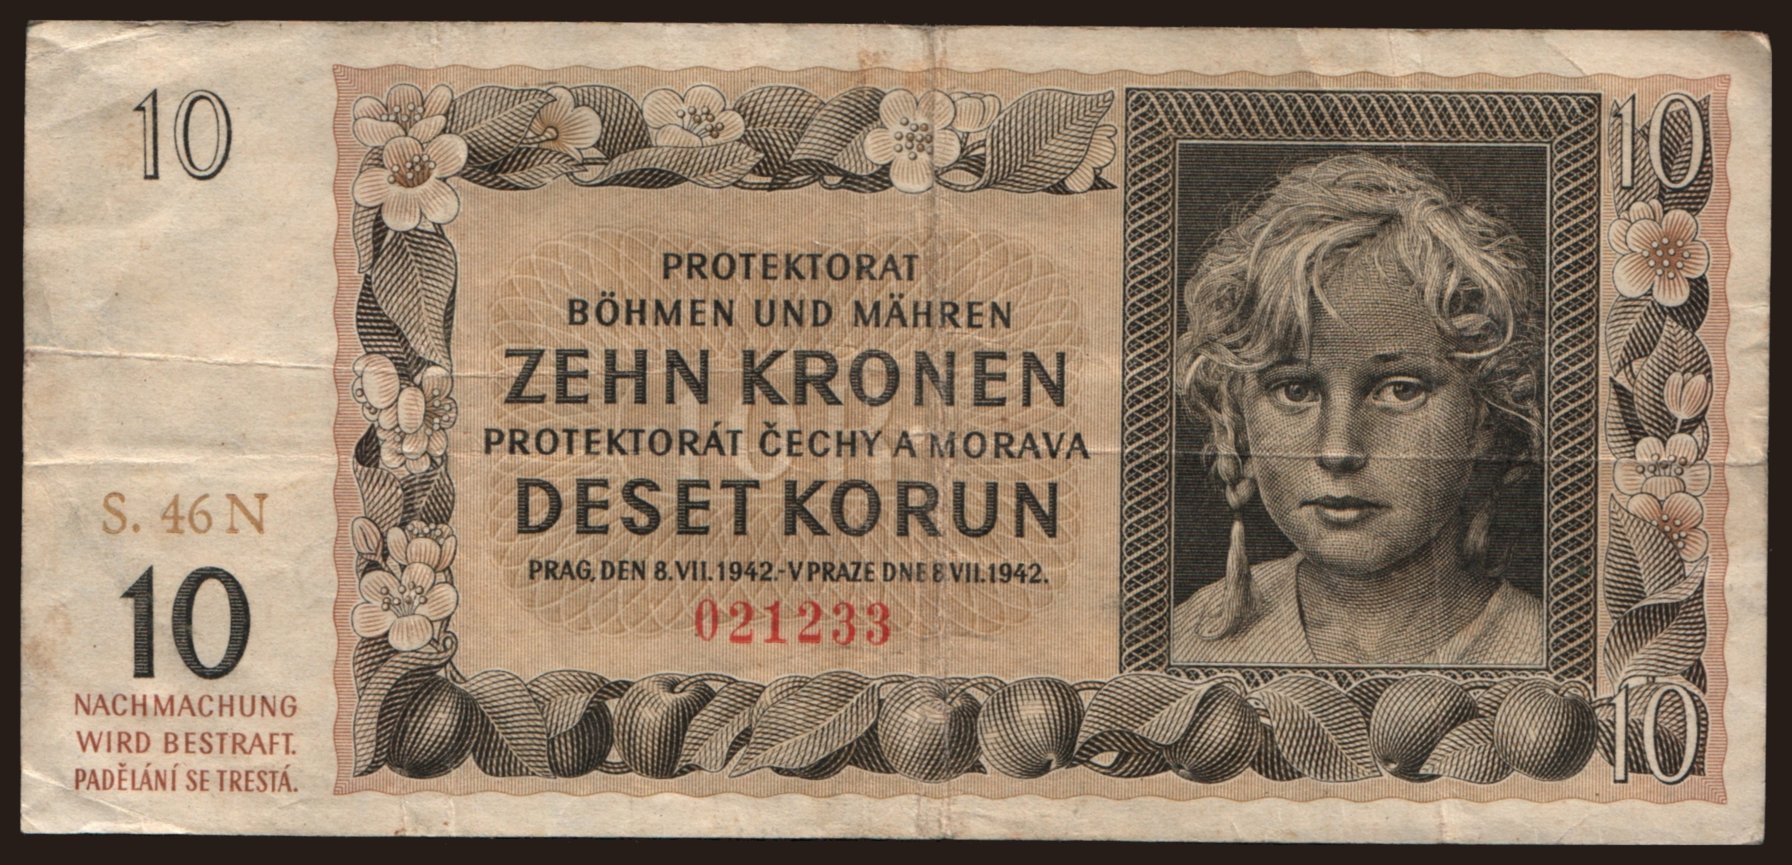 10
10
PROTEKTORAT
BÖHMEN UND MÄHREN
ZEHN KRONEN
PROTEKTORÁT ČECHY A MORAVA
DESET KORUN
PRAG, DEN 8.VII.1942.-V PRAZE DNE 8.VII.1942.
021233
S. 46 N
10
NACHMACHUNG
WIRD BESTRAFT.
PADĚLÁNÍ SE TRESTÁ.
10